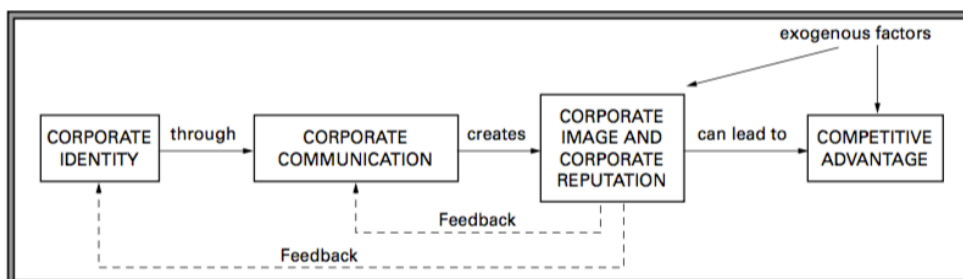 exogenous factors
CORPORATE
IDENTITY
through
CORPORATE
COMMUNICATION
creates
CORPORATE
IMAGE AND
CORPORATE
REPUTATION
can lead to
COMPETITIVE
ADVANTAGE
Feedback
Feedback